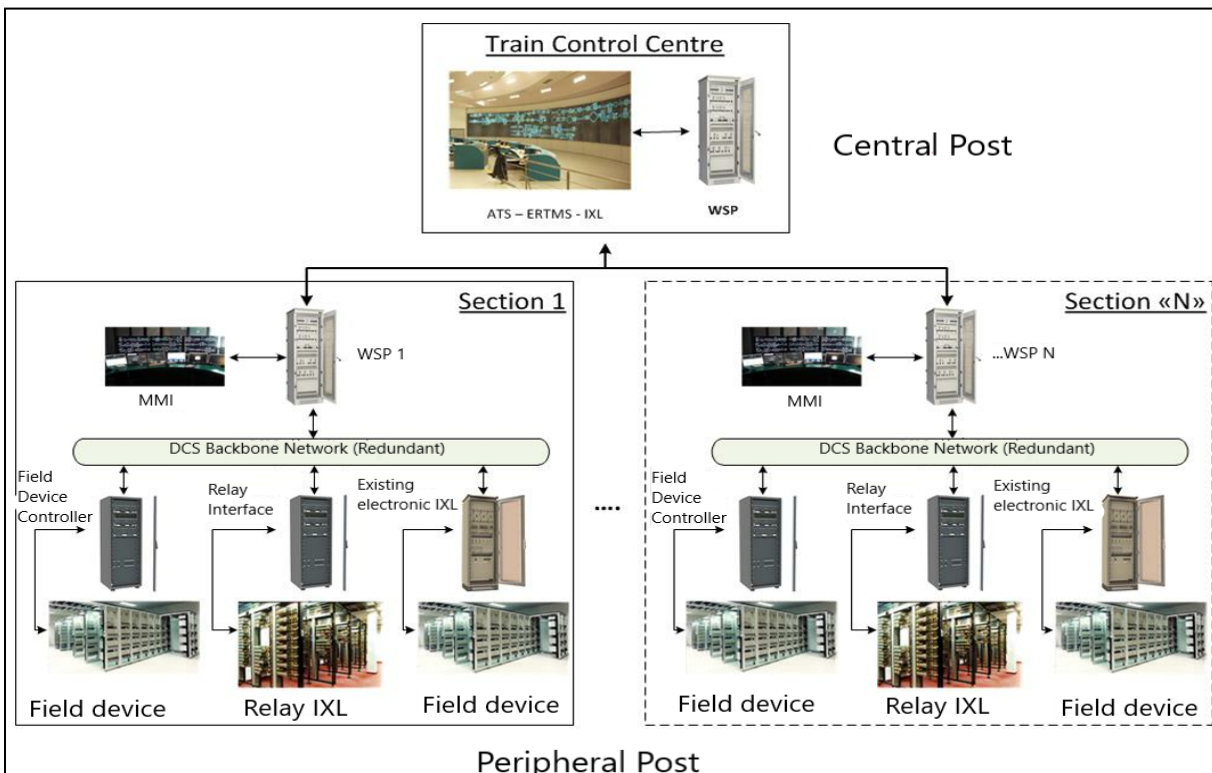 Train Control Centre
ATS – ERTMS - IXL
WSP
Central Post
Section 1
WSP 1
MMI
DCS Backbone Network (Redundant)
Field
Device
Controller
Relay
Interface
Existing
electronic IXL
Field device
Relay IXL
Field device
....
Section «N»
...WSP N
MMI
DCS Backbone Network (Redundant)
Field
Device
Controller
Relay
Interface
Existing
electronic IXL
Field device
Relay IXL
Field device
Peripheral Post